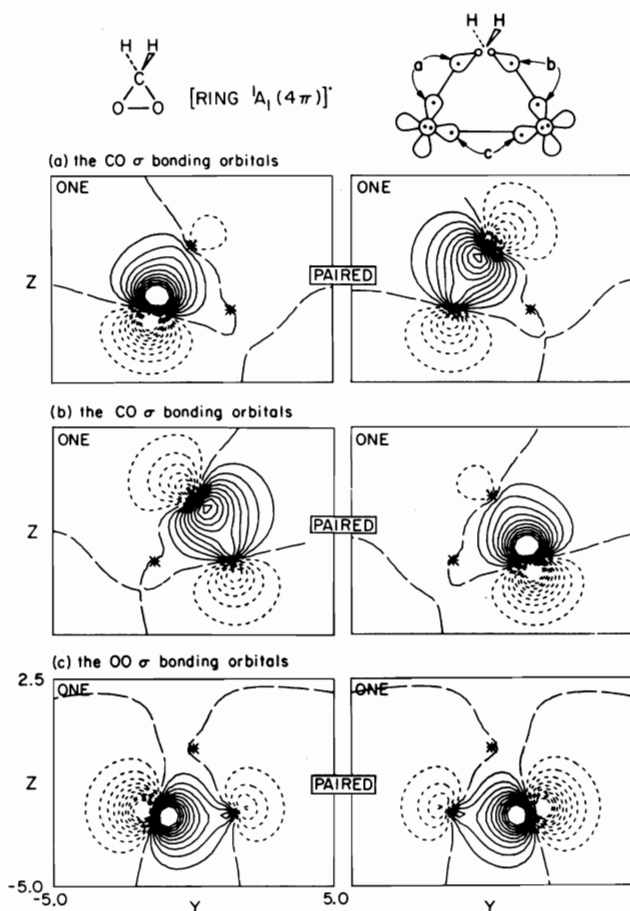 H H
C
O—O
[RING ¹A₁(4π)]*
H H
a b
c
(a) the CO σ bonding orbitals
ONE ONE
Z PAIRED
(b) the CO σ bonding orbitals
ONE ONE
Z PAIRED
(c) the OO σ bonding orbitals
2.5 ONE ONE
Z PAIRED
-5.0
-5.0 Y 5.0 Y